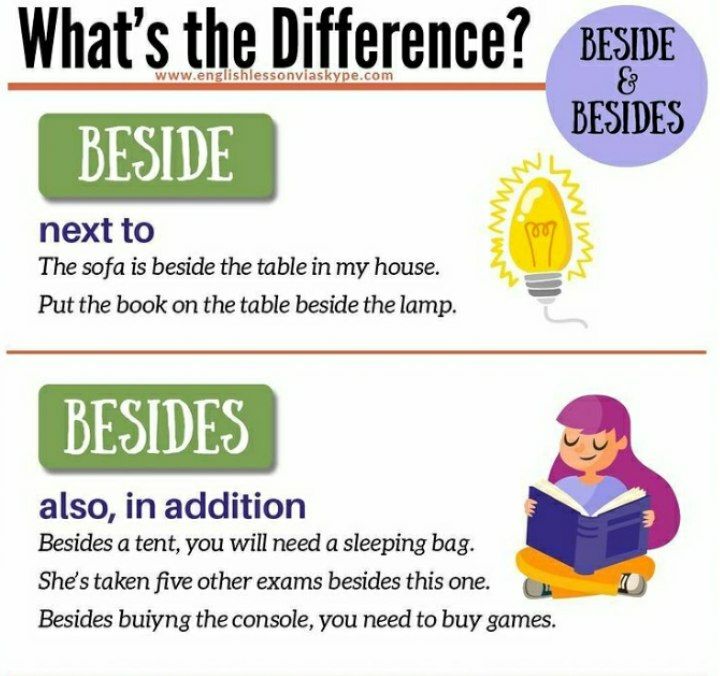 What's the Difference?
www.englishlessonviaskype.com
BESIDE
&
BESIDES
BESIDE
next to
The sofa is beside the table in my house.
Put the book on the table beside the lamp.
BESIDES
also, in addition
Besides a tent, you will need a sleeping bag.
She's taken five other exams besides this one.
Besides buiyng the console, you need to buy games.